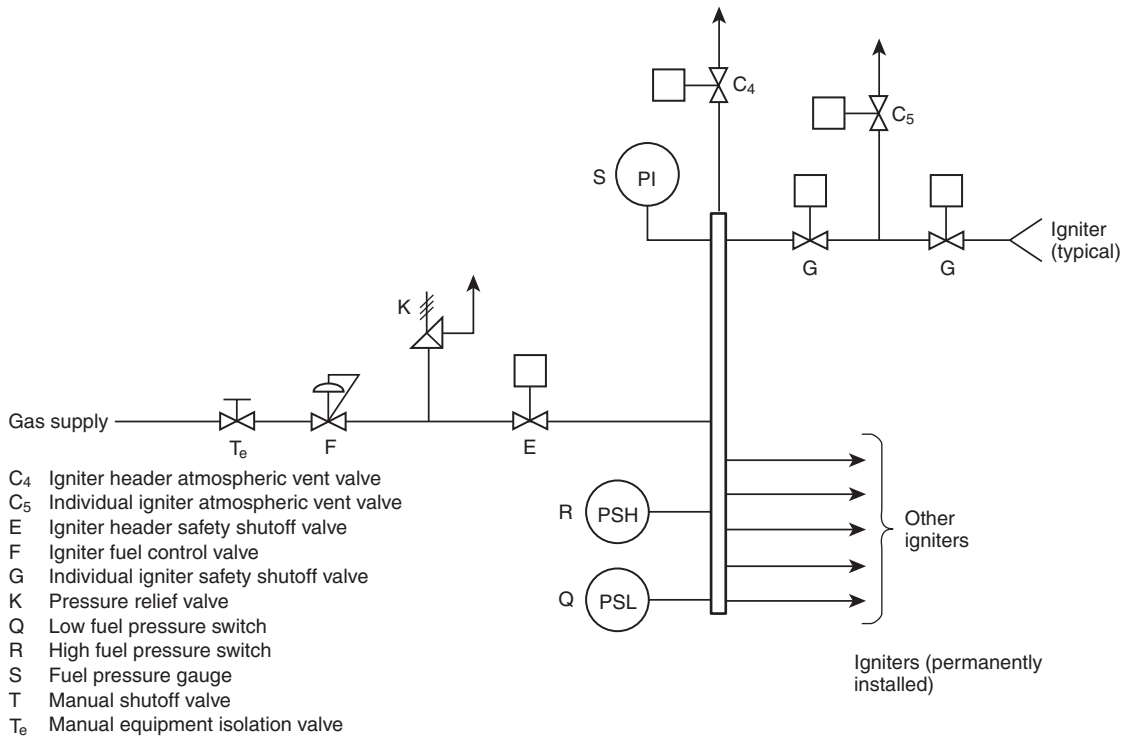 C₄
C₅
S
PI
G
G
Igniter
(typical)
K
Gas supply
Tₑ
F
E
C₄ Igniter header atmospheric vent valve
C₅ Individual igniter atmospheric vent valve
E Igniter header safety shutoff valve
F Igniter fuel control valve
G Individual igniter safety shutoff valve
K Pressure relief valve
Q Low fuel pressure switch
R High fuel pressure switch
S Fuel pressure gauge
T Manual shutoff valve
Tₑ Manual equipment isolation valve
R
PSH
Q
PSL
Other
igniters
Igniters (permanently
installed)